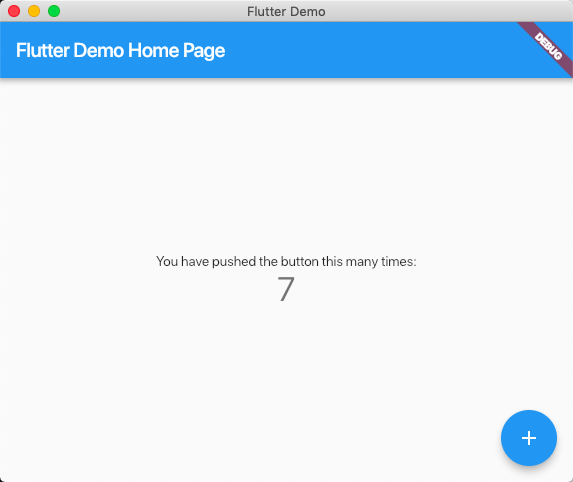 Flutter Demo
Flutter Demo Home Page
DEBUG
You have pushed the button this many times:
7
+